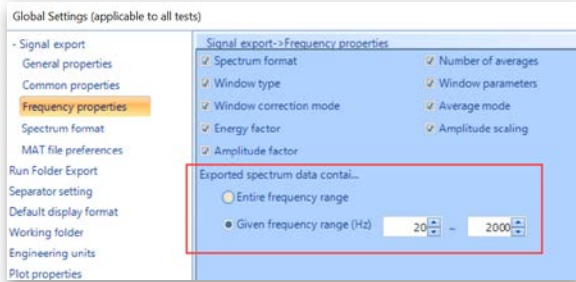 Global Settings (applicable to all tests)
- Signal export
General properties
Common properties
Frequency properties
Spectrum format
MAT file preferences
Run Folder Export
Separator setting
Default display format
Working folder
Engineering units
Plot properties
Signal export->Frequency properties
Spectrum format
Number of averages
Window type
Window parameters
Window correction mode
Average mode
Energy factor
Amplitude scaling
Amplitude factor
Exported spectrum data contai...
Entire frequency range
Given frequency range (Hz) 20 ~ 2000